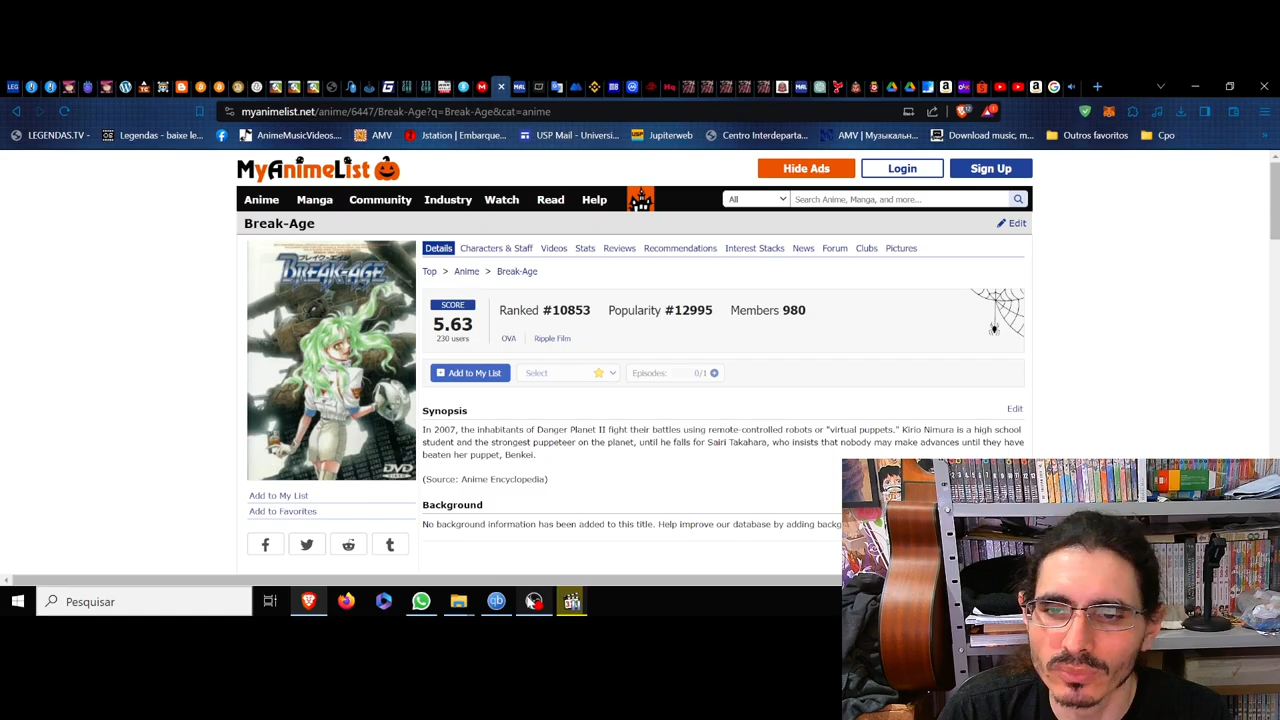 myanimelist.net/anime/6447/Break-Age?q=Break-Age&cat=anime
LEGENDAS.TV - Legendas - baixe le... AnimeMusicVideos.... AMV Jstation | Embarque... USP Mail - Universi... Jupiterweb Centro Interdeparta... AMV | Музыкальн... Download music, m... Outros favoritos Cpo
MyAnimeList Hide Ads Login Sign Up
Anime Manga Community Industry Watch Read Help All Search Anime, Manga, and more...
Break-Age Edit
BREAK-AGE
DVD
Details Characters & Staff Videos Stats Reviews Recommendations Interest Stacks News Forum Clubs Pictures
Top > Anime > Break-Age
SCORE
5.63
230 users
Ranked #10853 Popularity #12995 Members 980
OVA Ripple Film
Add to My List Select Episodes: 0/1
Synopsis Edit
In 2007, the inhabitants of Danger Planet II fight their battles using remote-controlled robots or "virtual puppets." Kirio Nimura is a high school
student and the strongest puppeteer on the planet, until he falls for Sairi Takahara, who insists that nobody may make advances until they have
beaten her puppet, Benkei.
(Source: Anime Encyclopedia)
Background
No background information has been added to this title. Help improve our database by adding backg
Add to My List
Add to Favorites
Pesquisar